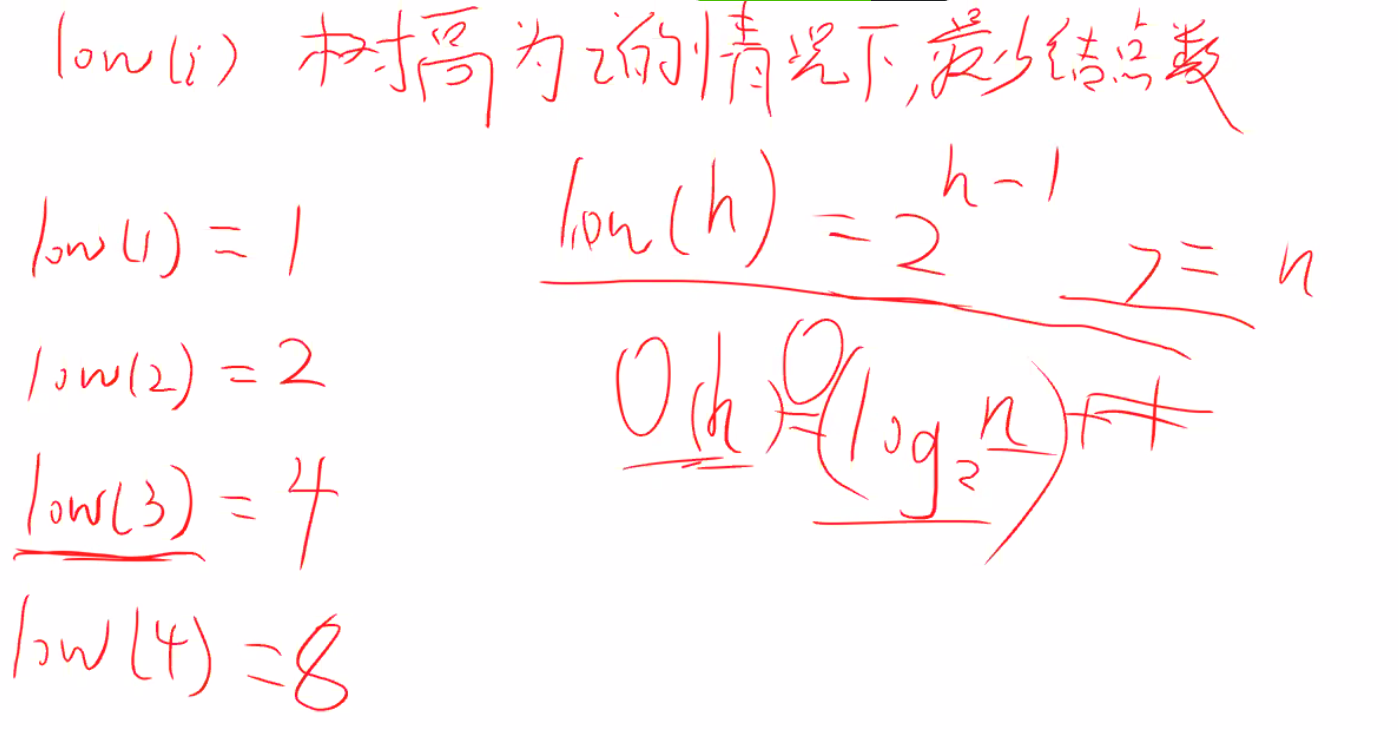 low(i) 树高为i的情况下,最少结点数
low(h) = 2^{h-1} >= n
low(1) = 1
low(2) = 2
O(h) = O(log_2 n)
low(3) = 4
low(4) = 8